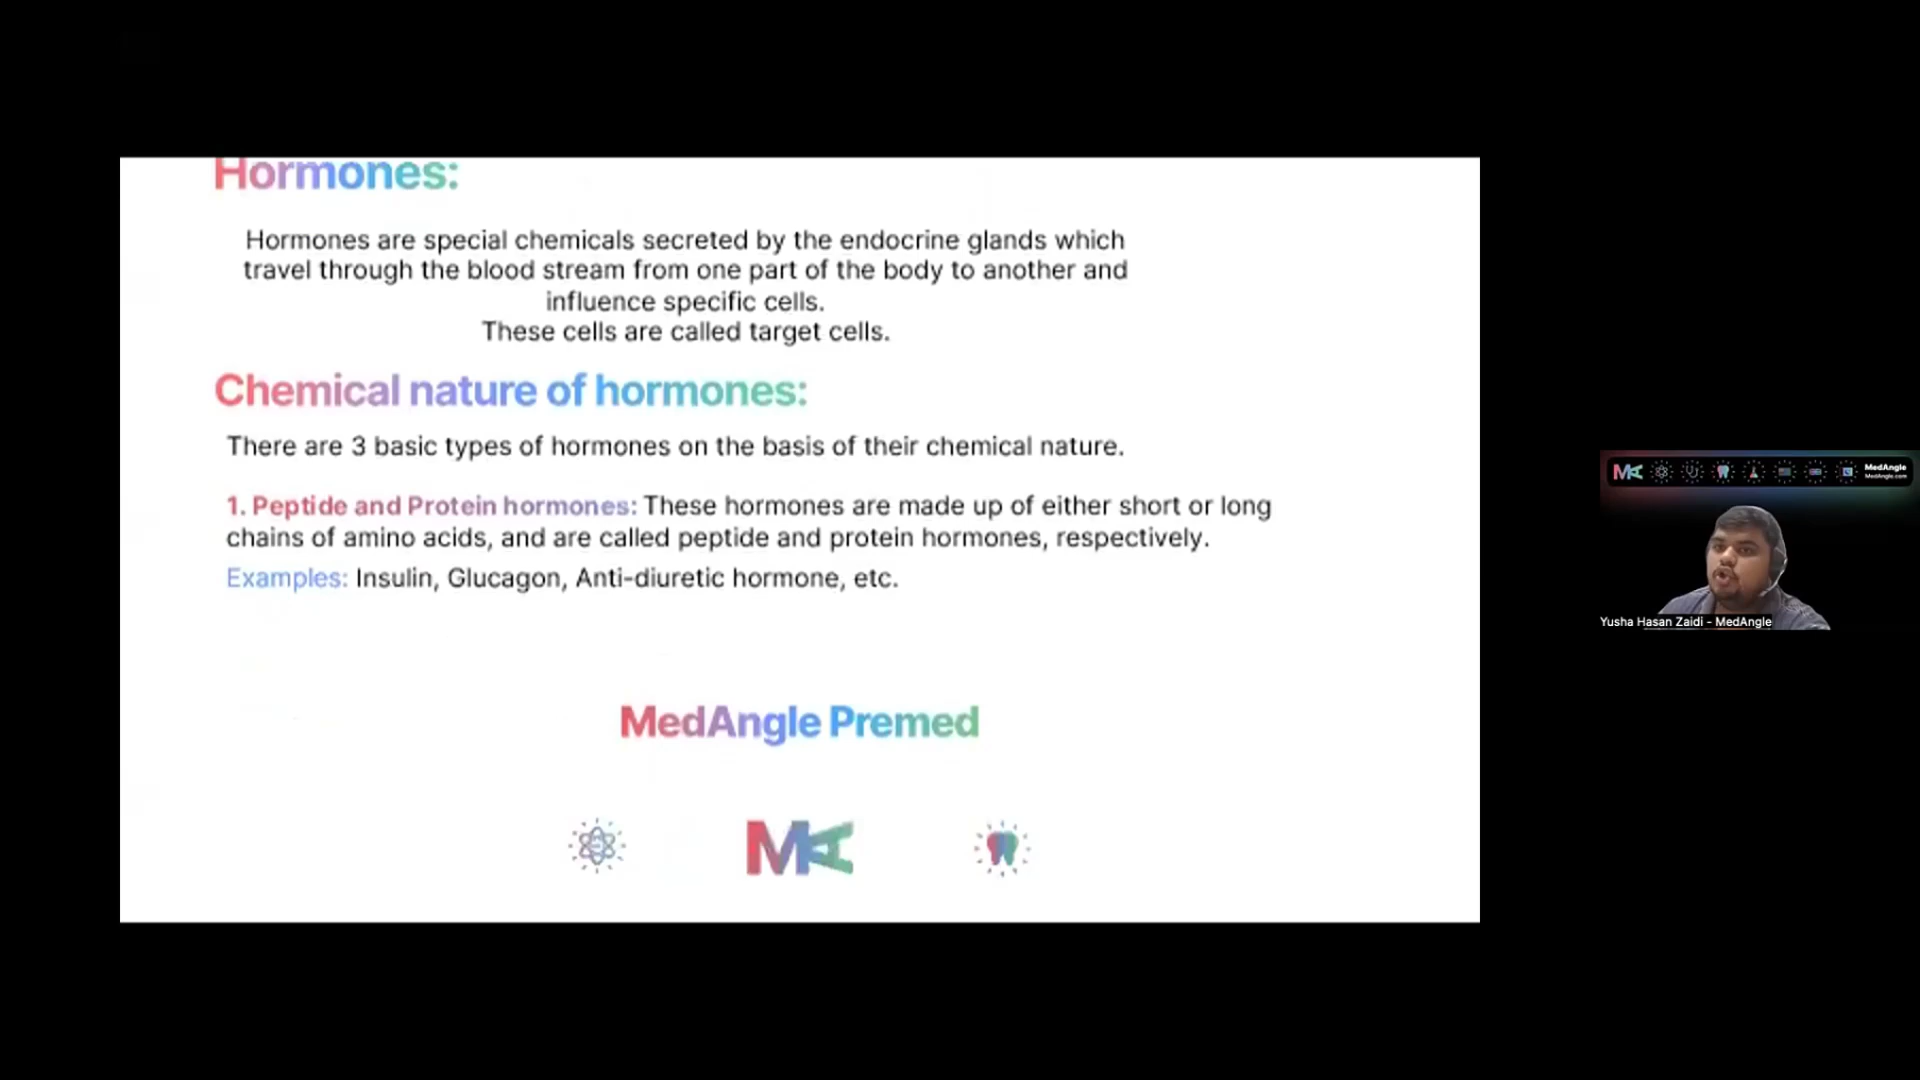 Hormones:
Hormones are special chemicals secreted by the endocrine glands which
travel through the blood stream from one part of the body to another and
influence specific cells.
These cells are called target cells.
Chemical nature of hormones:
There are 3 basic types of hormones on the basis of their chemical nature.
1. Peptide and Protein hormones: These hormones are made up of either short or long
chains of amino acids, and are called peptide and protein hormones, respectively.
Examples: Insulin, Glucagon, Anti-diuretic hormone, etc.
MedAngle Premed
MA
MA
MedAngle
MedAngle.com
Yusha Hasan Zaidi - MedAngle